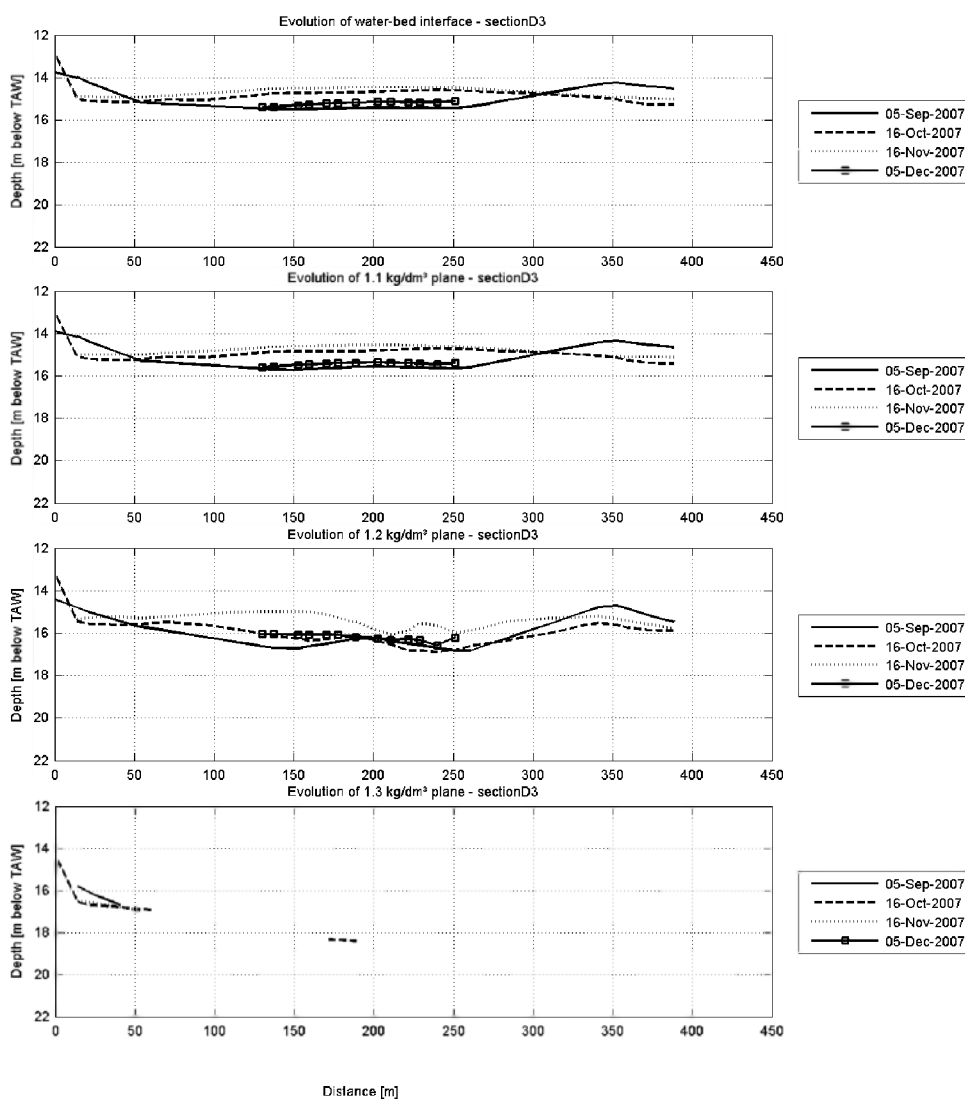 Evolution of water-bed interface - sectionD3
12
14
16
18
20
22
Depth [m below TAW]
0 50 100 150 200 250 300 350 400 450
05-Sep-2007
16-Oct-2007
16-Nov-2007
05-Dec-2007
Evolution of 1.1 kg/dm³ plane - sectionD3
12
14
16
18
20
22
Depth [m below TAW]
0 50 100 150 200 250 300 350 400 450
05-Sep-2007
16-Oct-2007
16-Nov-2007
05-Dec-2007
Evolution of 1.2 kg/dm³ plane - sectionD3
12
14
16
18
20
22
Depth [m below TAW]
0 50 100 150 200 250 300 350 400 450
05-Sep-2007
16-Oct-2007
16-Nov-2007
05-Dec-2007
Evolution of 1.3 kg/dm³ plane - sectionD3
12
14
16
18
20
22
Depth [m below TAW]
0 50 100 150 200 250 300 350 400 450
05-Sep-2007
16-Oct-2007
16-Nov-2007
05-Dec-2007
Distance [m]